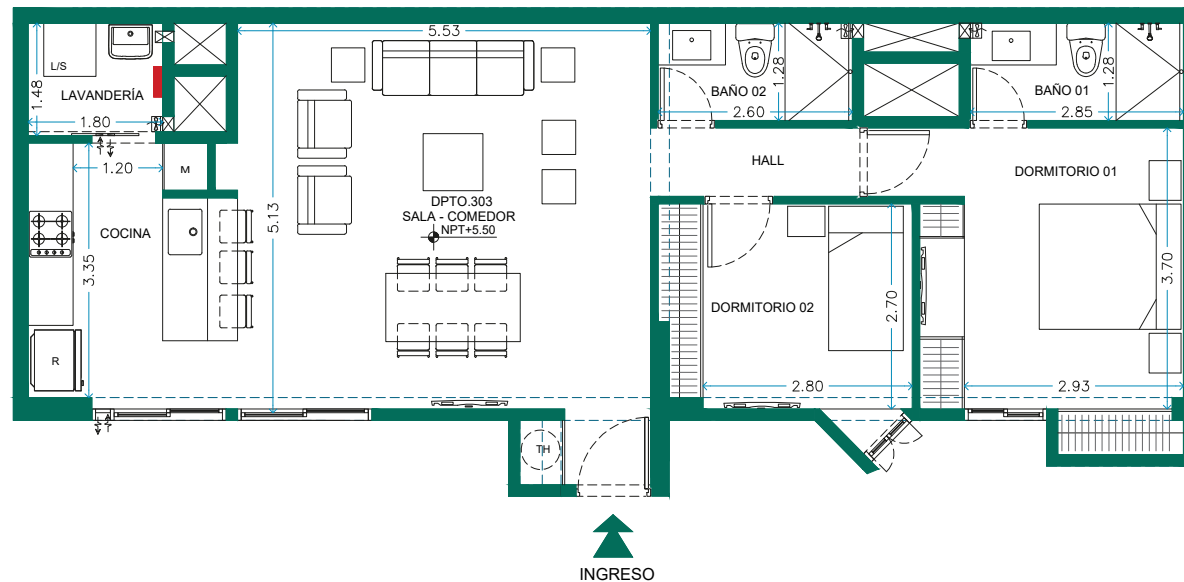 5.53
L/S
1.48
LAVANDERÍA
1.80
BAÑO 02
1.28
2.60
BAÑO 01
1.28
2.85
1.20
M
HALL
DORMITORIO 01
DPTO.303
SALA - COMEDOR
NPT+5.50
5.13
COCINA
3.35
3.70
DORMITORIO 02
2.70
R
2.80
2.93
TH
INGRESO